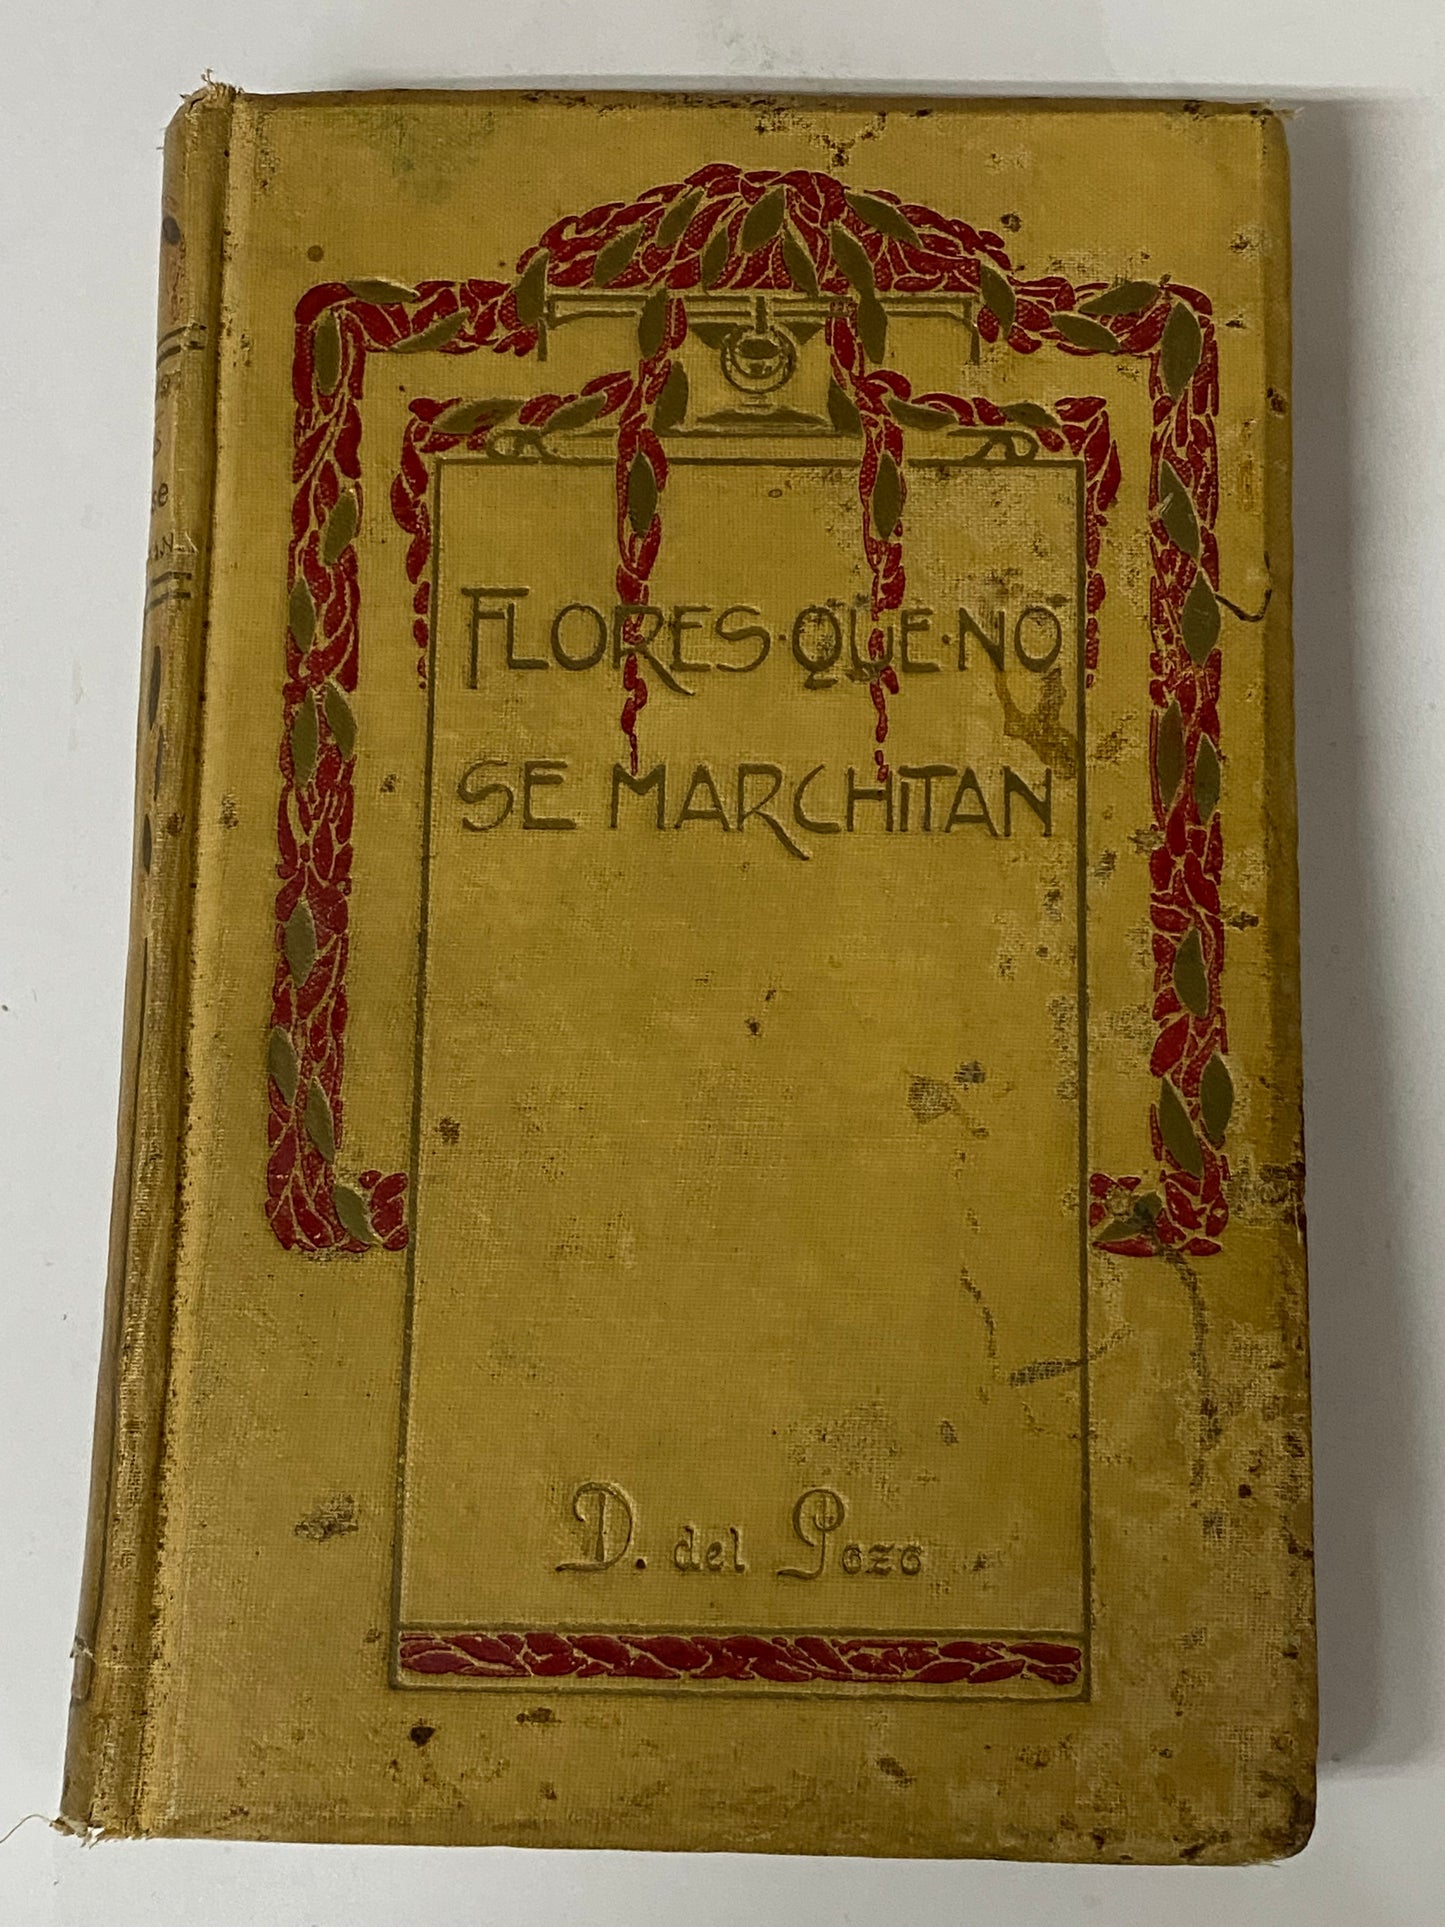 FLORES·QUE·NO
SE MARCHITAN
D. del Pozo